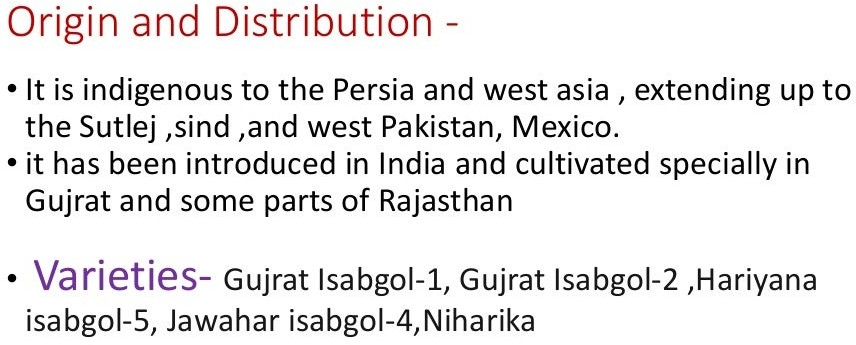 Origin and Distribution -
• It is indigenous to the Persia and west asia , extending up to
the Sutlej ,sind ,and west Pakistan, Mexico.
• it has been introduced in India and cultivated specially in
Gujrat and some parts of Rajasthan
• Varieties- Gujrat Isabgol-1, Gujrat Isabgol-2 ,Hariyana
isabgol-5, Jawahar isabgol-4,Niharika